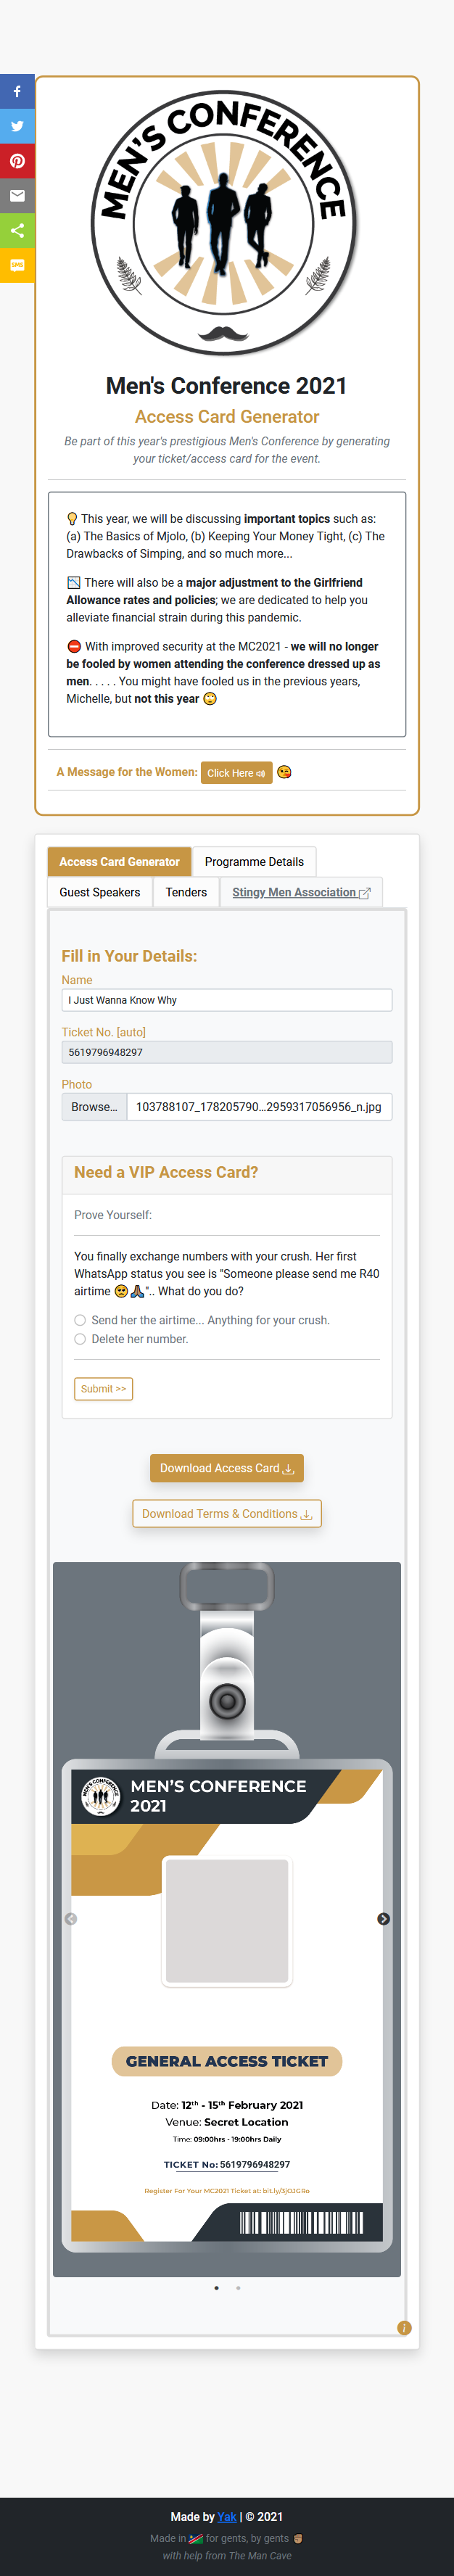 MEN'S CONFERENCE
SMS
Men's Conference 2021
Access Card Generator
Be part of this year's prestigious Men's Conference by generating
your ticket/access card for the event.
💡 This year, we will be discussing important topics such as:
(a) The Basics of Mjolo, (b) Keeping Your Money Tight, (c) The
Drawbacks of Simping, and so much more...
📉 There will also be a major adjustment to the Girlfriend
Allowance rates and policies; we are dedicated to help you
alleviate financial strain during this pandemic.
⛔ With improved security at the MC2021 - we will no longer
be fooled by women attending the conference dressed up as
men. . . . . You might have fooled us in the previous years,
Michelle, but not this year 🙄
A Message for the Women: Click Here 🔊 😘
Access Card Generator Programme Details
Guest Speakers Tenders Stingy Men Association
Fill in Your Details:
Name
I Just Wanna Know Why
Ticket No. [auto]
5619796948297
Photo
Browse... 103788107_178205790...2959317056956_n.jpg
Need a VIP Access Card?
Prove Yourself:
You finally exchange numbers with your crush. Her first
WhatsApp status you see is "Someone please send me R40
airtime 🥺🙏🏽".. What do you do?
Send her the airtime... Anything for your crush.
Delete her number.
Submit >>
Download Access Card
Download Terms & Conditions
MEN'S CONFERENCE
MEN'S CONFERENCE
2021
GENERAL ACCESS TICKET
Date: 12th - 15th February 2021
Venue: Secret Location
Time: 09:00hrs - 19:00hrs Daily
TICKET No: 5619796948297
Register For Your MC2021 Ticket at: bit.ly/3jOJGRo
i
Made by Yak | © 2021
Made in 🇳🇦 for gents, by gents ✊🏽
with help from The Man Cave